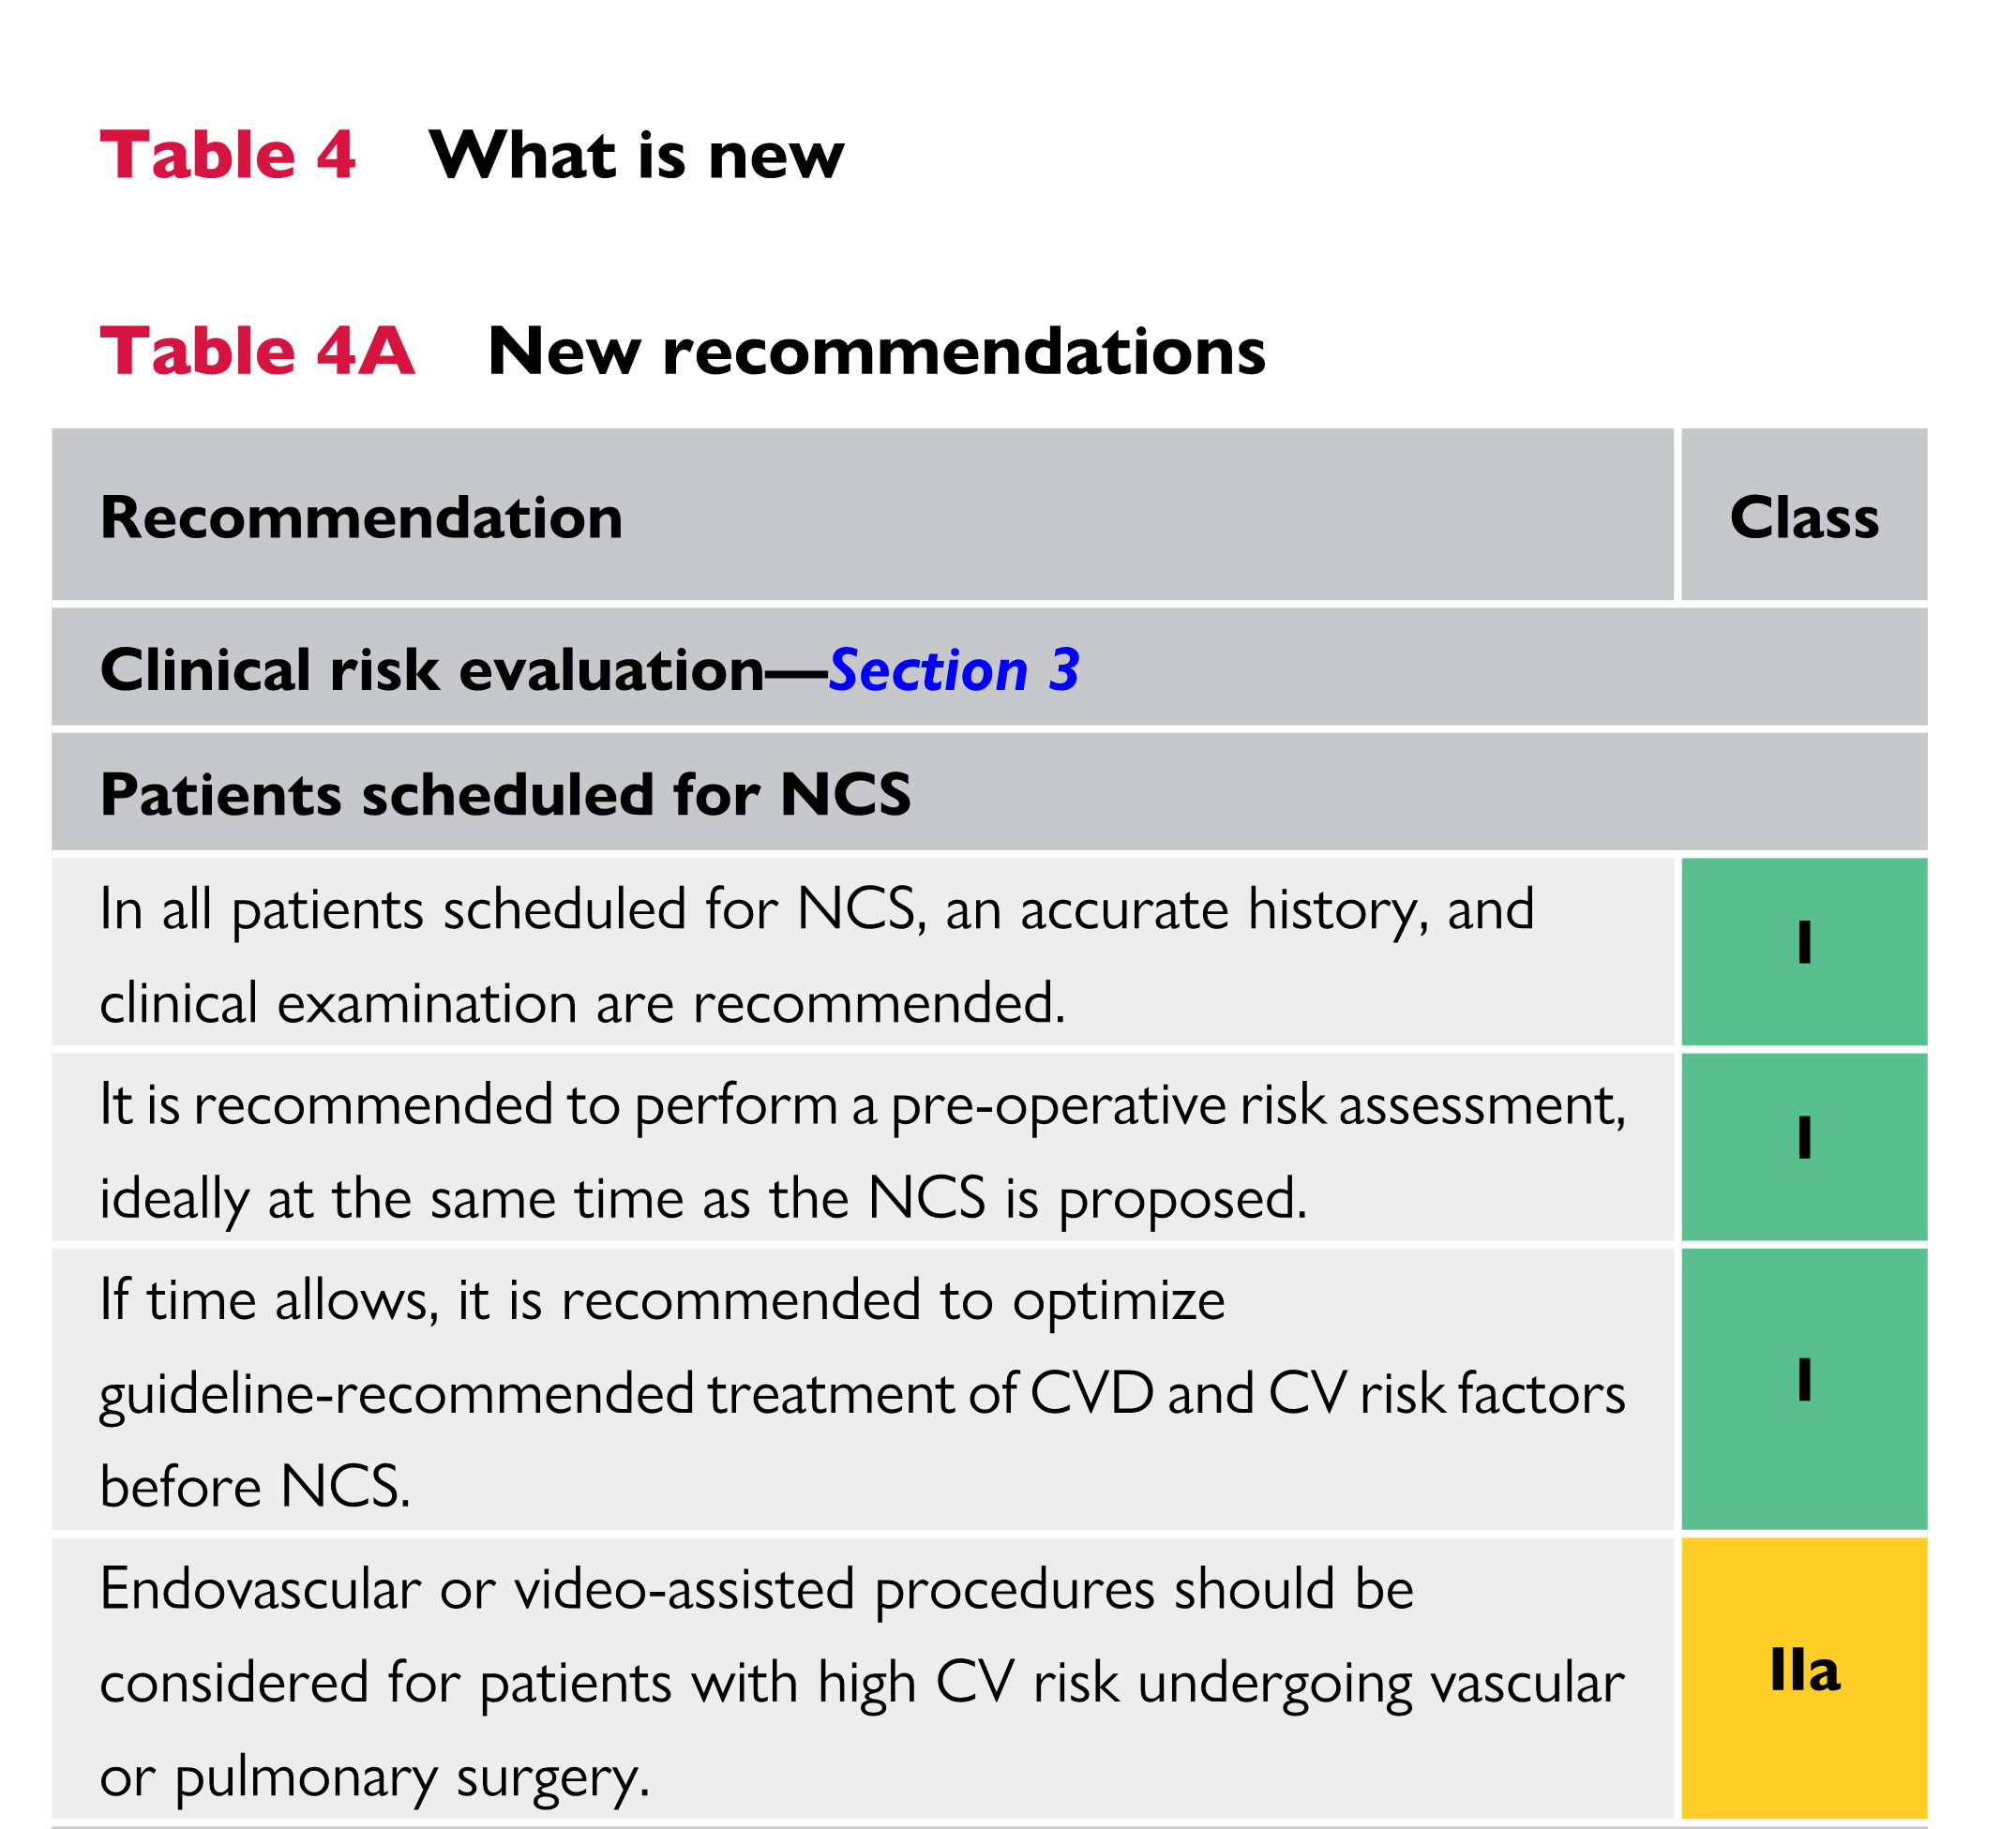 Table 4 What is new
Table 4A New recommendations
Recommendation Class
Clinical risk evaluation—Section 3
Patients scheduled for NCS
In all patients scheduled for NCS, an accurate history, and
clinical examination are recommended.
I
It is recommended to perform a pre-operative risk assessment,
ideally at the same time as the NCS is proposed.
I
If time allows, it is recommended to optimize
guideline-recommended treatment of CVD and CV risk factors
before NCS.
I
Endovascular or video-assisted procedures should be
considered for patients with high CV risk undergoing vascular
or pulmonary surgery.
IIa